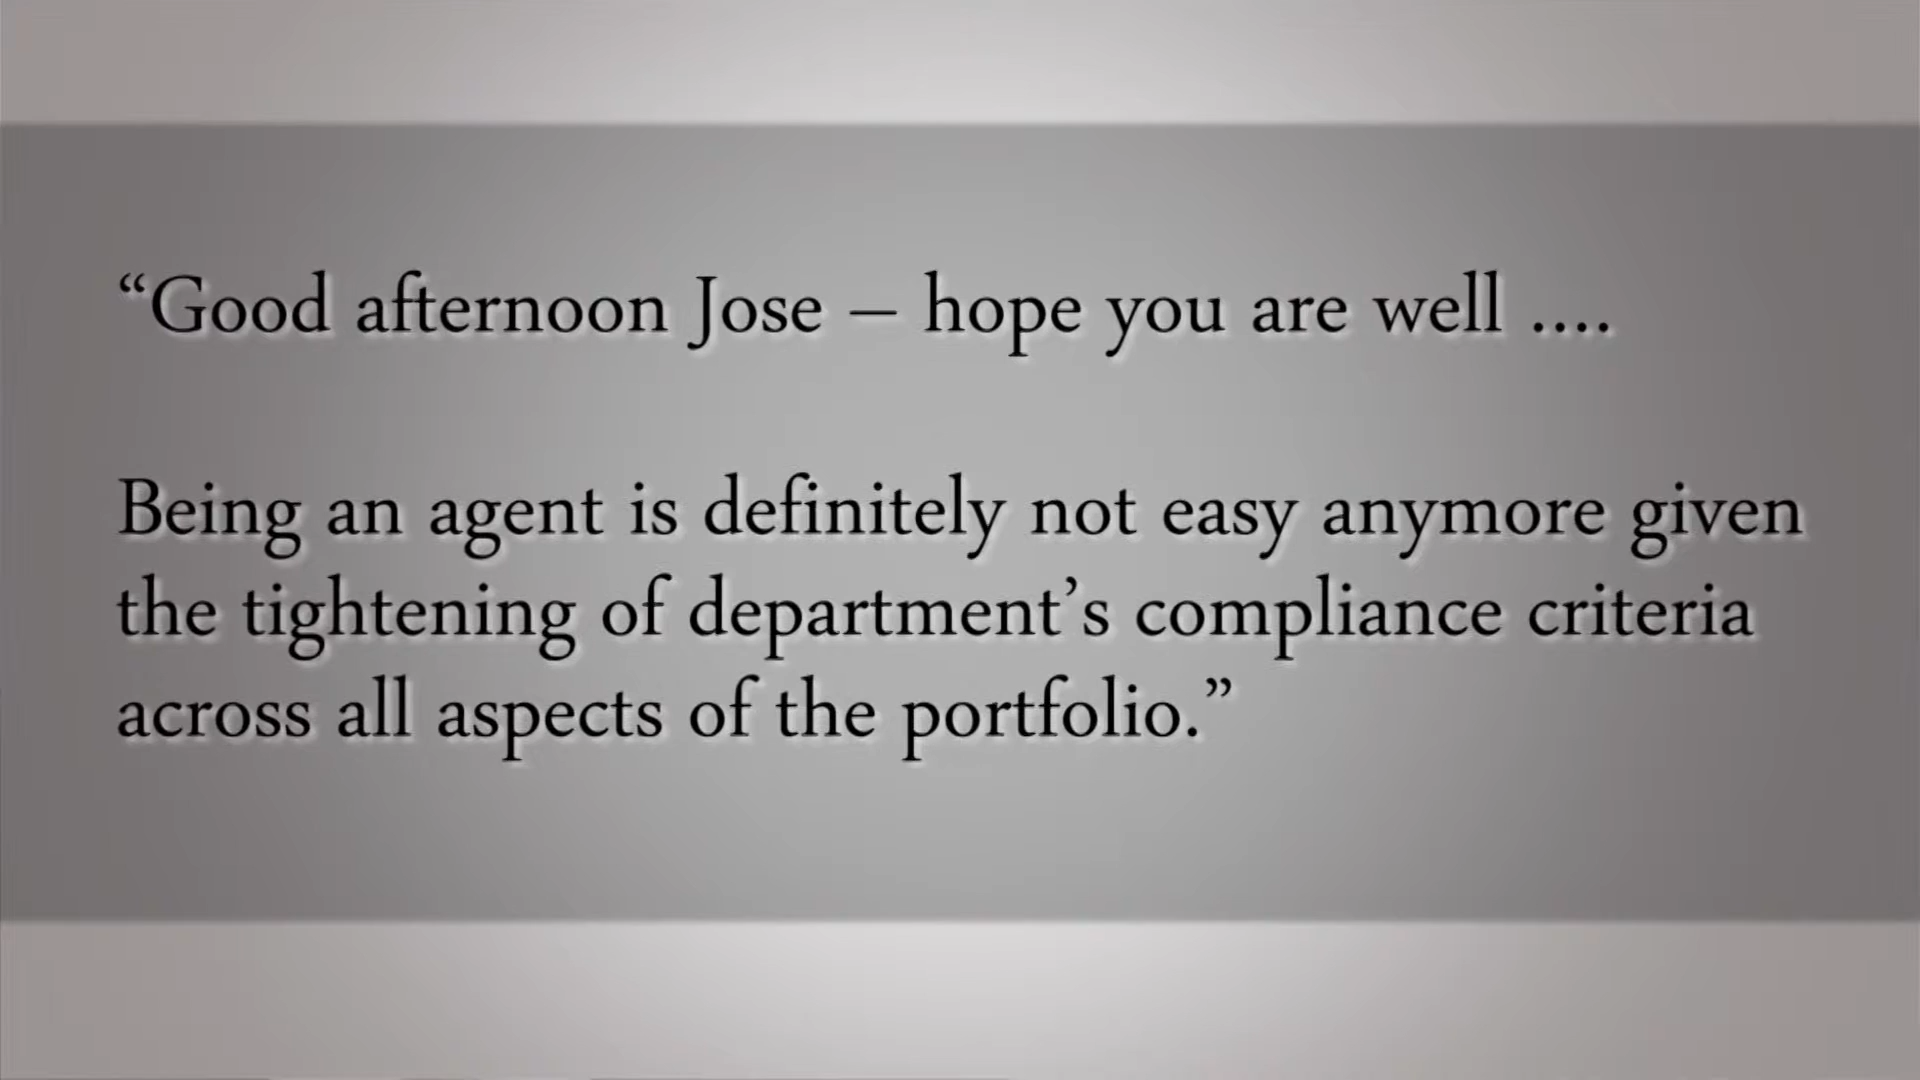 “Good afternoon Jose – hope you are well ....
Being an agent is definitely not easy anymore given
the tightening of department’s compliance criteria
across all aspects of the portfolio.”